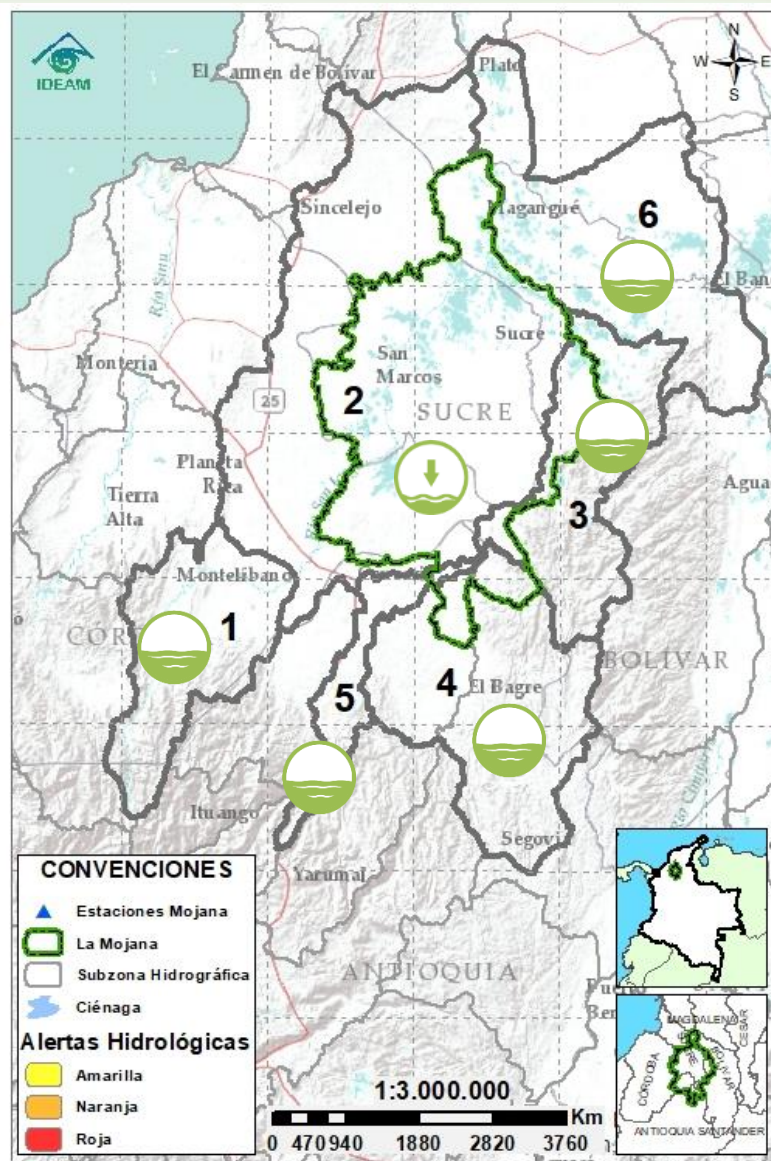 IDEAM
El Carmen de Bolívar
Plato
N
W E
S
Sincelejo
Magangué
6
El Ban
Río Sinú
Montería
Sucre
San
Marcos
2
SUCRE
25
Planeta
Rica
Tierra
Alta
Agua
3
Montelíbano
1
BOLÍVAR
4
El Bagre
5
Ituango
Segovi
Yarumal
ANTIOQUIA
CONVENCIONES
Estaciones Mojana
La Mojana
Subzona Hidrográfica
Ciénaga
Alertas Hidrológicas
Amarilla
Naranja
Roja
1:3.000.000
Km
0 470 940 1880 2820 3760
MAGDALENA
CESAR
CÓRDOBA
BOLIVAR
ANTIOQUIA SANTANDER